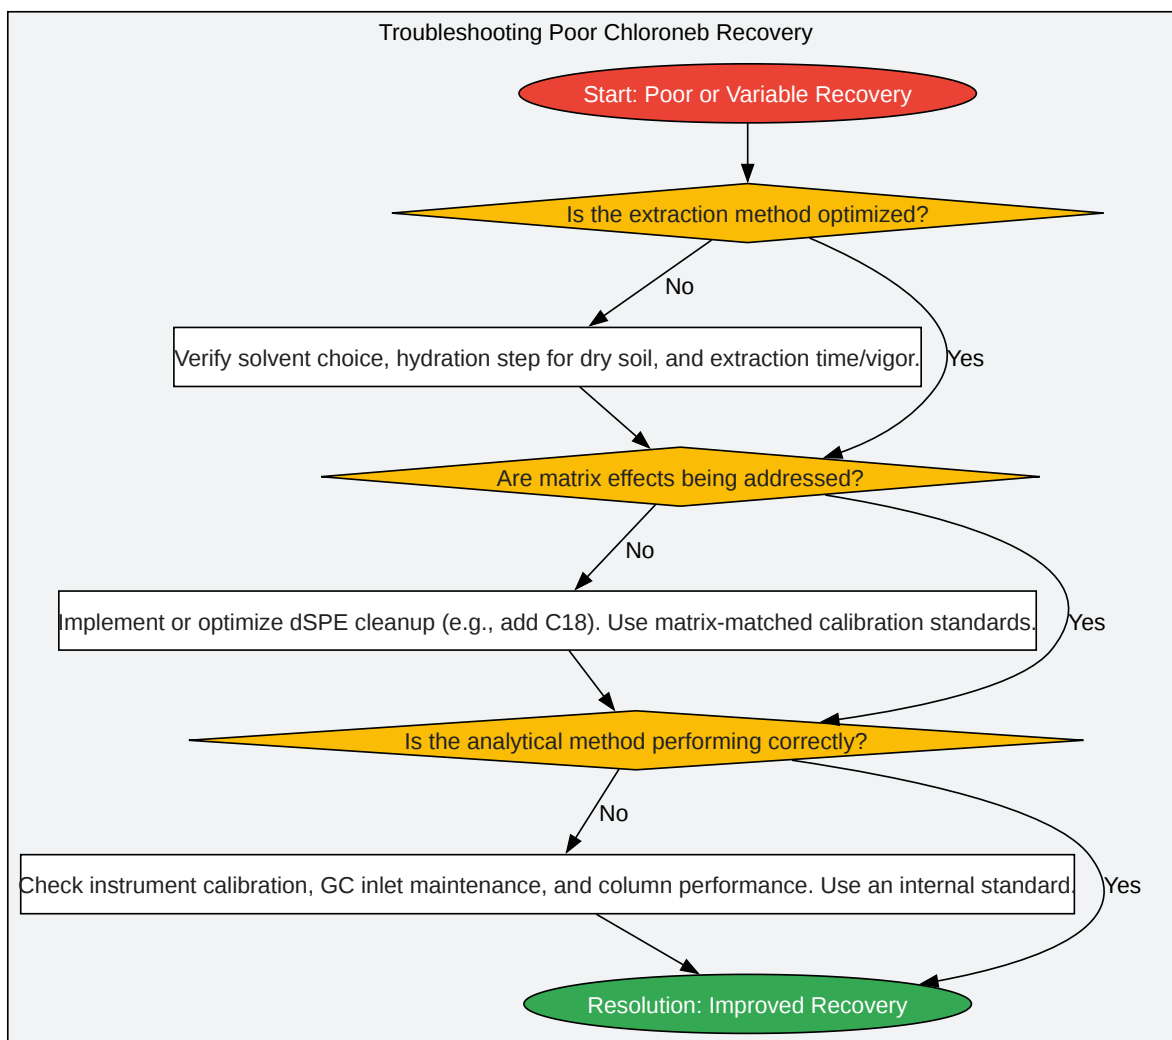 Troubleshooting Poor Chloroneb Recovery
Start: Poor or Variable Recovery
Is the extraction method optimized?
No
Verify solvent choice, hydration step for dry soil, and extraction time/vigor.
Yes
Are matrix effects being addressed?
No
Implement or optimize dSPE cleanup (e.g., add C18). Use matrix-matched calibration standards.
Yes
Is the analytical method performing correctly?
No
Check instrument calibration, GC inlet maintenance, and column performance. Use an internal standard.
Yes
Resolution: Improved Recovery